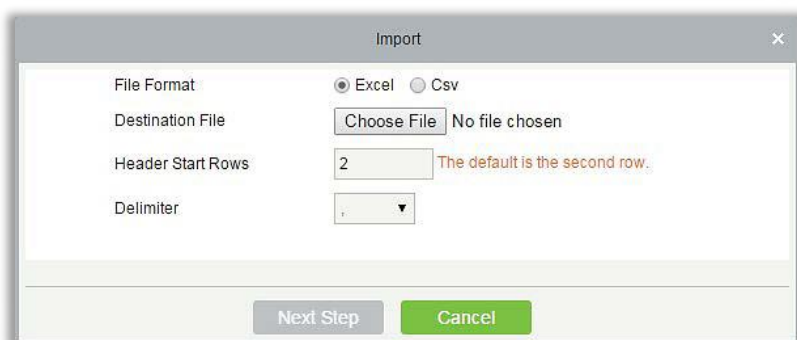 Import ×
File Format Excel Csv
Destination File Choose File No file chosen
Header Start Rows 2 The default is the second row.
Delimiter ,
Next Step Cancel